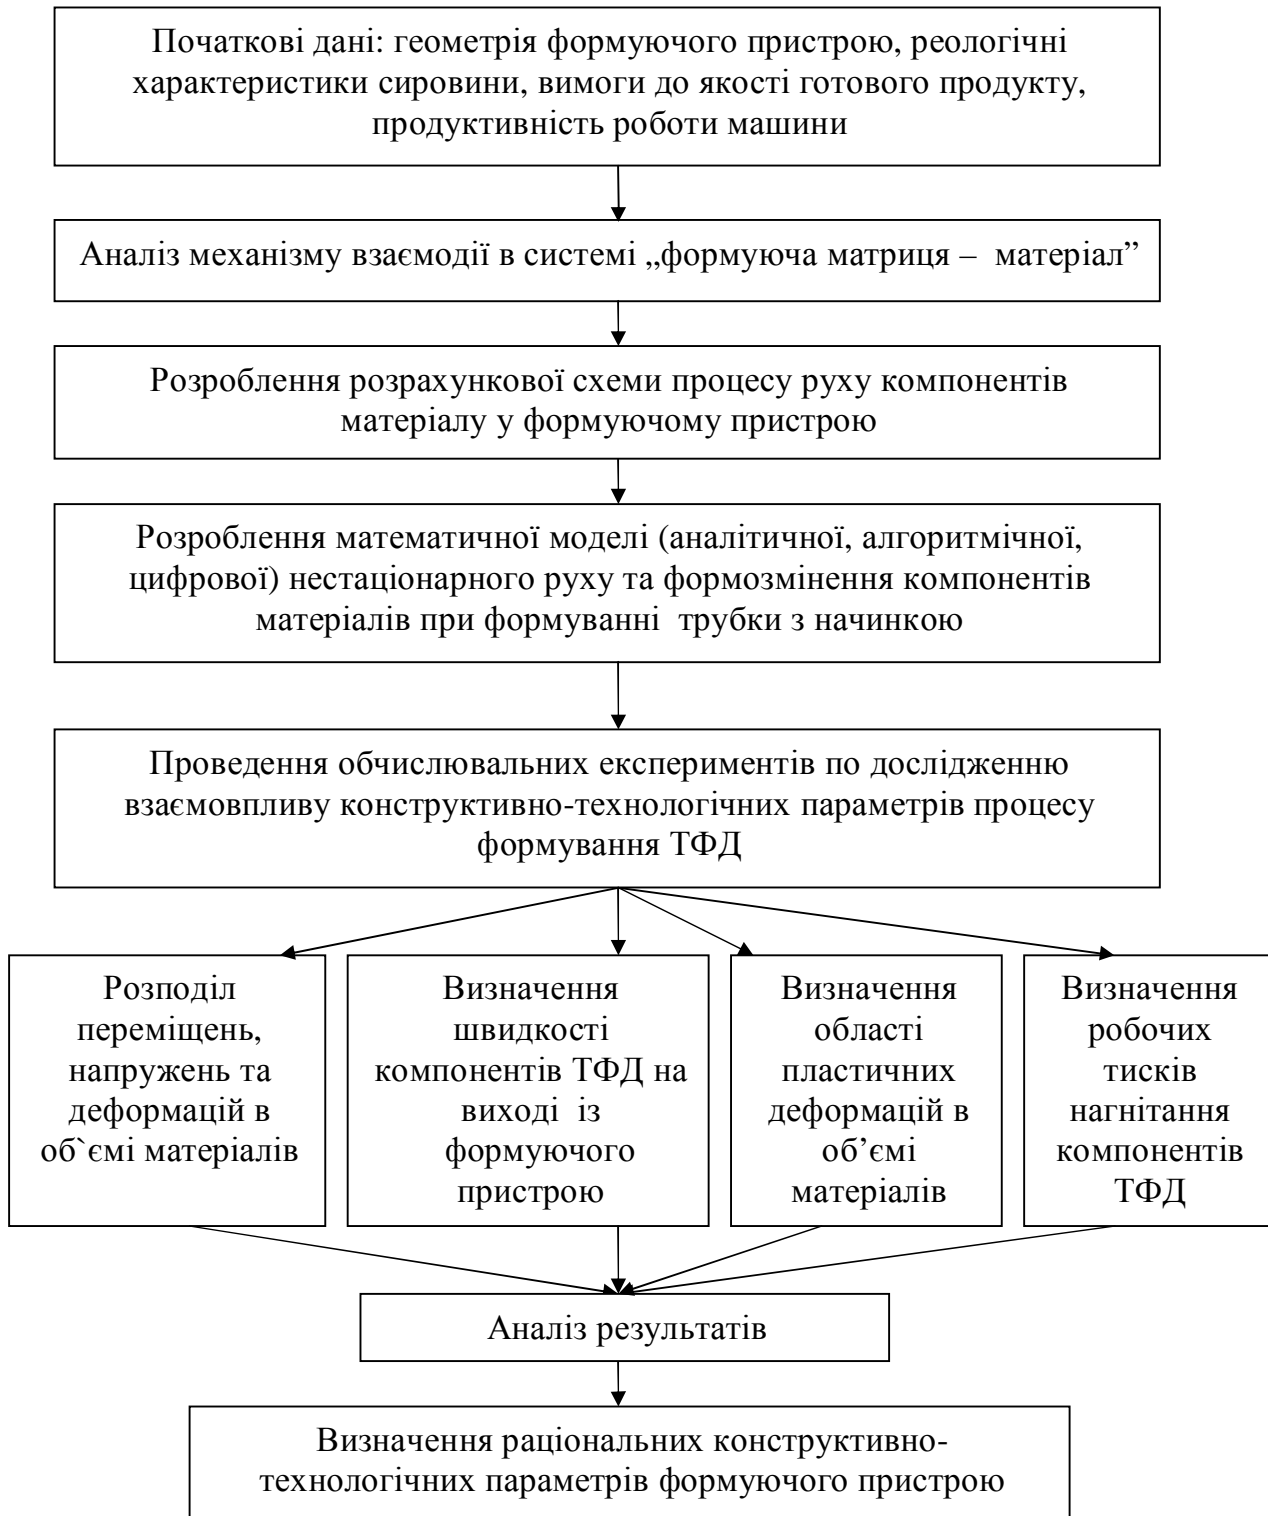 Початкові дані: геометрія формуючого пристрою, реологічні
характеристики сировини, вимоги до якості готового продукту,
продуктивність роботи машини
Аналіз механізму взаємодії в системі „формуюча матриця – матеріал”
Розроблення розрахункової схеми процесу руху компонентів
матеріалу у формуючому пристрою
Розроблення математичної моделі (аналітичної, алгоритмічної,
цифрової) нестаціонарного руху та формозмінення компонентів
матеріалів при формуванні трубки з начинкою
Проведення обчислювальних експериментів по дослідженню
взаємовпливу конструктивно-технологічних параметрів процесу
формування ТФД
Розподіл
переміщень,
напружень та
деформацій в
об`ємі матеріалів
Визначення
швидкості
компонентів ТФД на
виході із
формуючого
пристрою
Визначення
області
пластичних
деформацій в
об’ємі
матеріалів
Визначення
робочих
тисків
нагнітання
компонентів
ТФД
Аналіз результатів
Визначення раціональних конструктивно-
технологічних параметрів формуючого пристрою